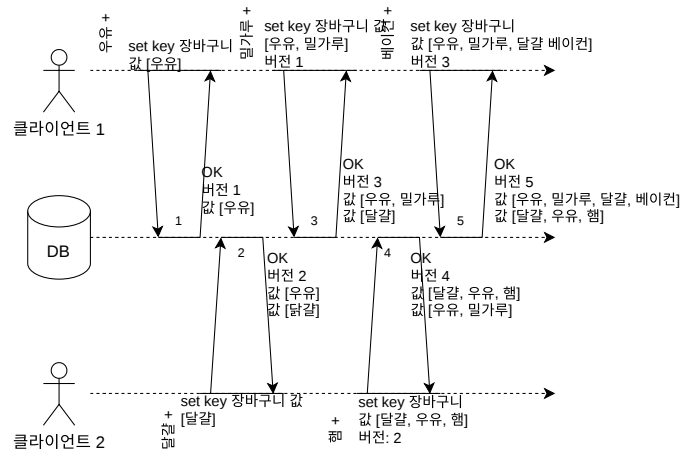 우유 +
set key 장바구니
값 [우유]
밀가루 +
set key 장바구니 값
[우유, 밀가루]
버전 1
베이컨 +
set key 장바구니
값 [우유, 밀가루, 달걀 베이컨]
버전 3
클라이언트 1
OK
버전 1
값 [우유]
OK
버전 3
값 [우유, 밀가루]
값 [달걀]
OK
버전 5
값 [우유, 밀가루, 달걀, 베이컨]
값 [달걀, 우유, 햄]
1
3
5
DB
2
4
OK
버전 2
값 [우유]
값 [닭걀]
OK
버전 4
값 [달걀, 우유, 햄]
값 [우유, 밀가루]
클라이언트 2
달걀 +
set key 장바구니 값
[달걀]
햄 +
set key 장바구니
값 [달걀, 우유, 햄]
버전: 2